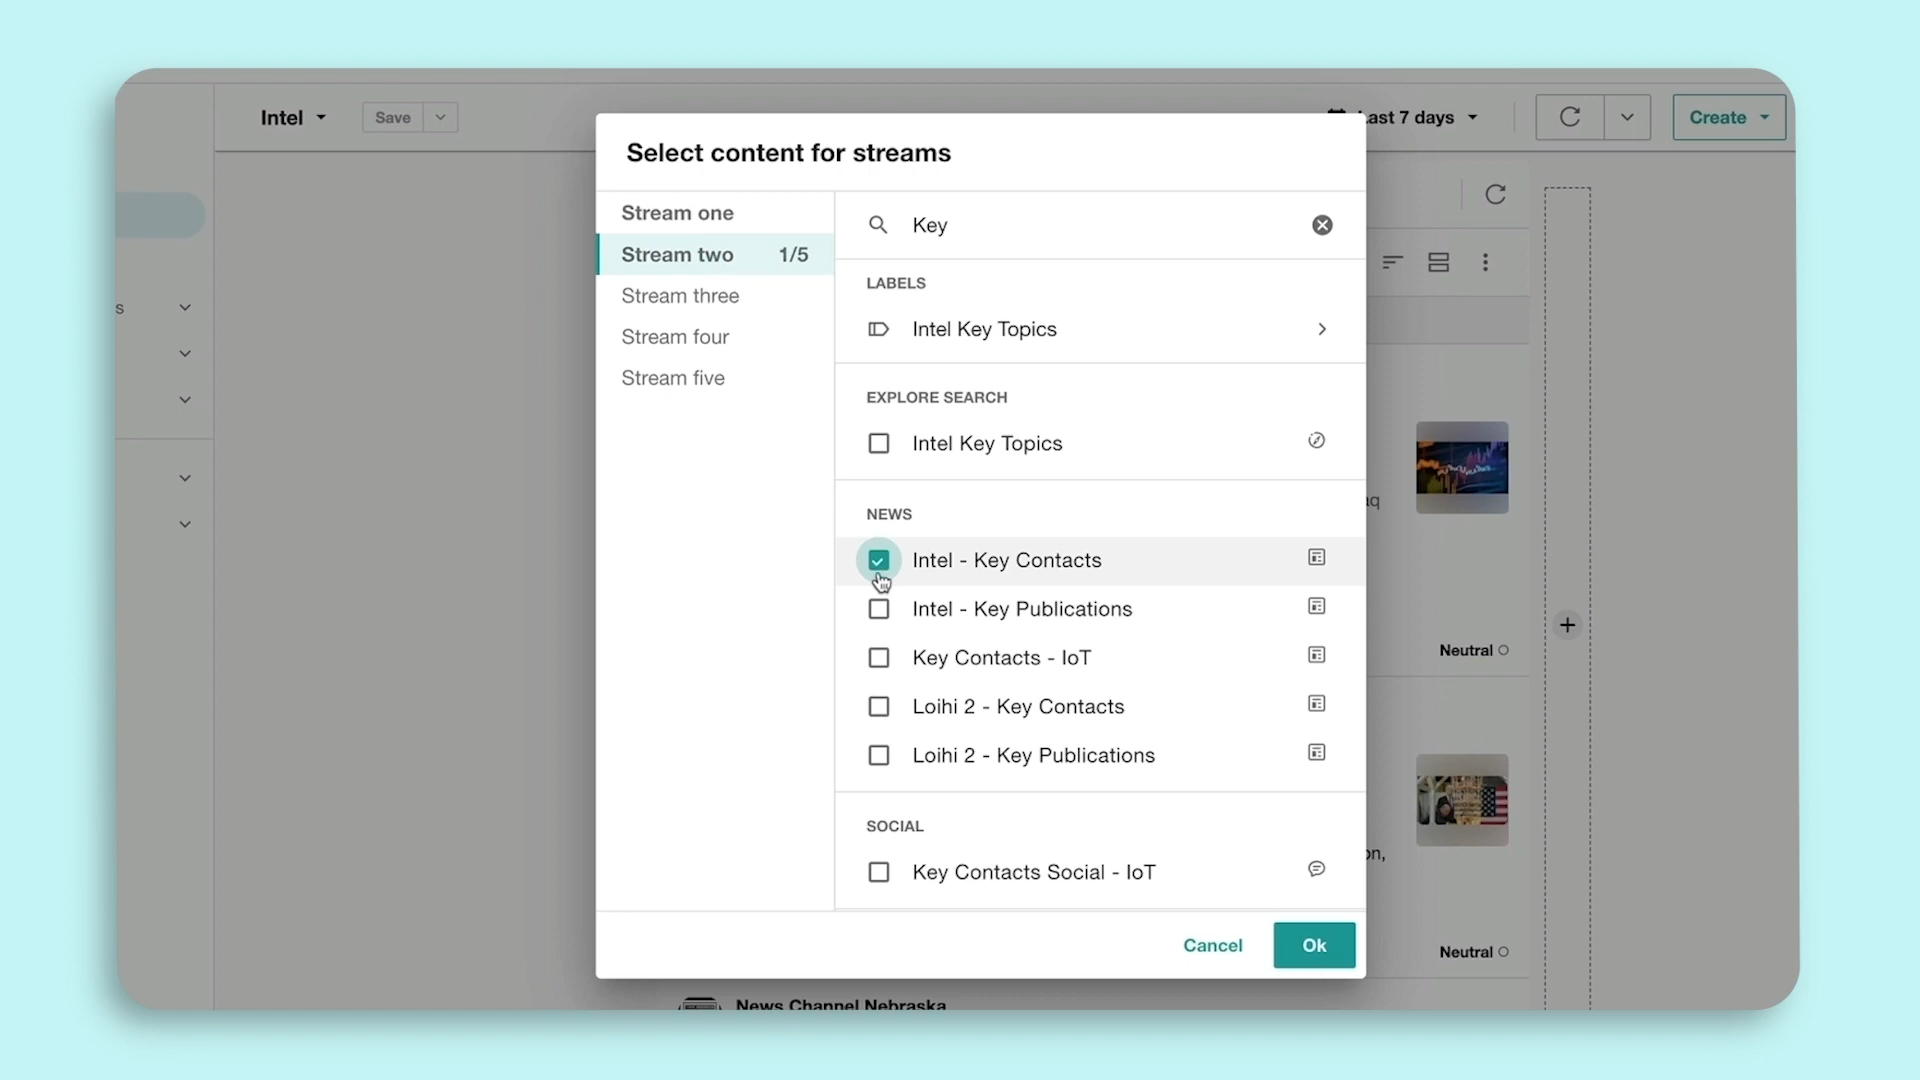 Intel
Save
Last 7 days
Create
Select content for streams
Stream one
Stream two 1/5
Stream three
Stream four
Stream five
Key
LABELS
Intel Key Topics
EXPLORE SEARCH
Intel Key Topics
NEWS
Intel - Key Contacts
Intel - Key Publications
Key Contacts - IoT
Loihi 2 - Key Contacts
Loihi 2 - Key Publications
SOCIAL
Key Contacts Social - IoT
Cancel
Ok
s
aq
Neutral
on,
Neutral
News Channel Nebraska